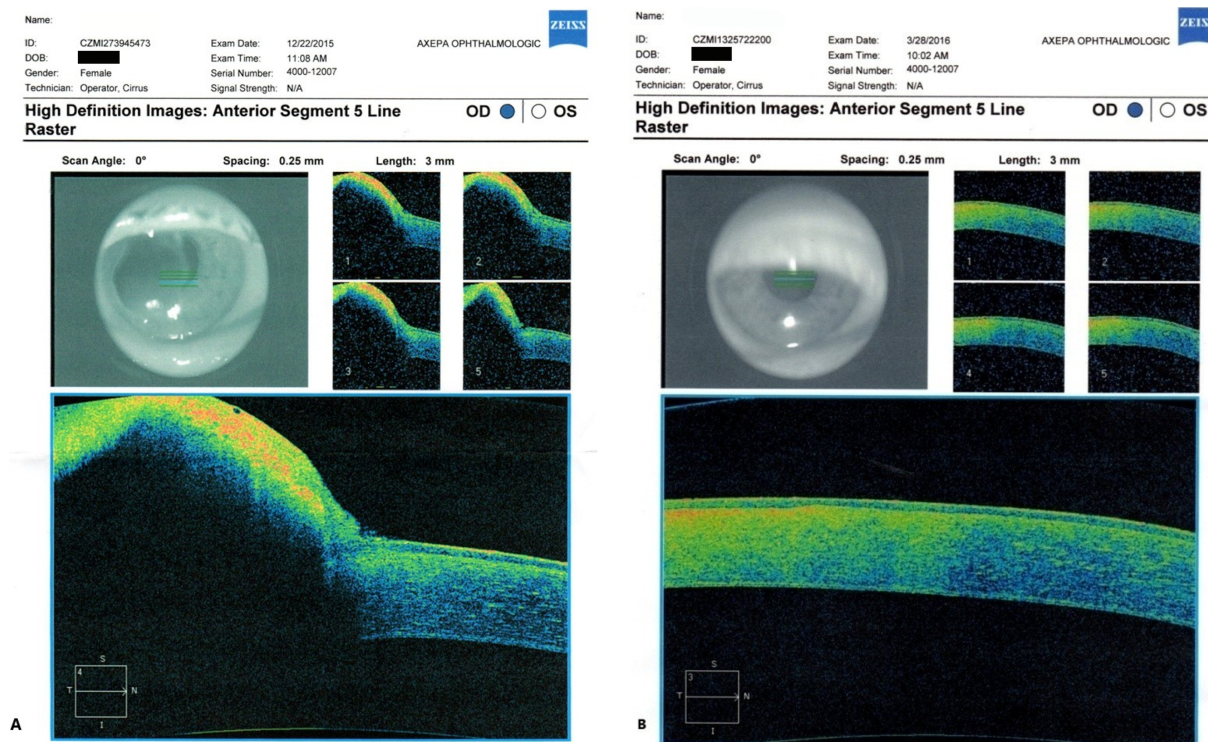 Name:
ZEISS
ID: CZMI273945473 Exam Date: 12/22/2015 AXEPA OPHTHALMOLOGIC
DOB: Exam Time: 11:08 AM
Gender: Female Serial Number: 4000-12007
Technician: Operator, Cirrus Signal Strength: N/A
High Definition Images: Anterior Segment 5 Line OD OS
Raster
Scan Angle: 0° Spacing: 0.25 mm Length: 3 mm
1 2
3 5
4
S
T N
I
A
Name:
ZEISS
ID: CZMI1325722200 Exam Date: 3/28/2016 AXEPA OPHTHALMOLOGIC
DOB: Exam Time: 10:02 AM
Gender: Female Serial Number: 4000-12007
Technician: Operator, Cirrus Signal Strength: N/A
High Definition Images: Anterior Segment 5 Line OD OS
Raster
Scan Angle: 0° Spacing: 0.25 mm Length: 3 mm
1 2
4 5
3
S
T N
I
B